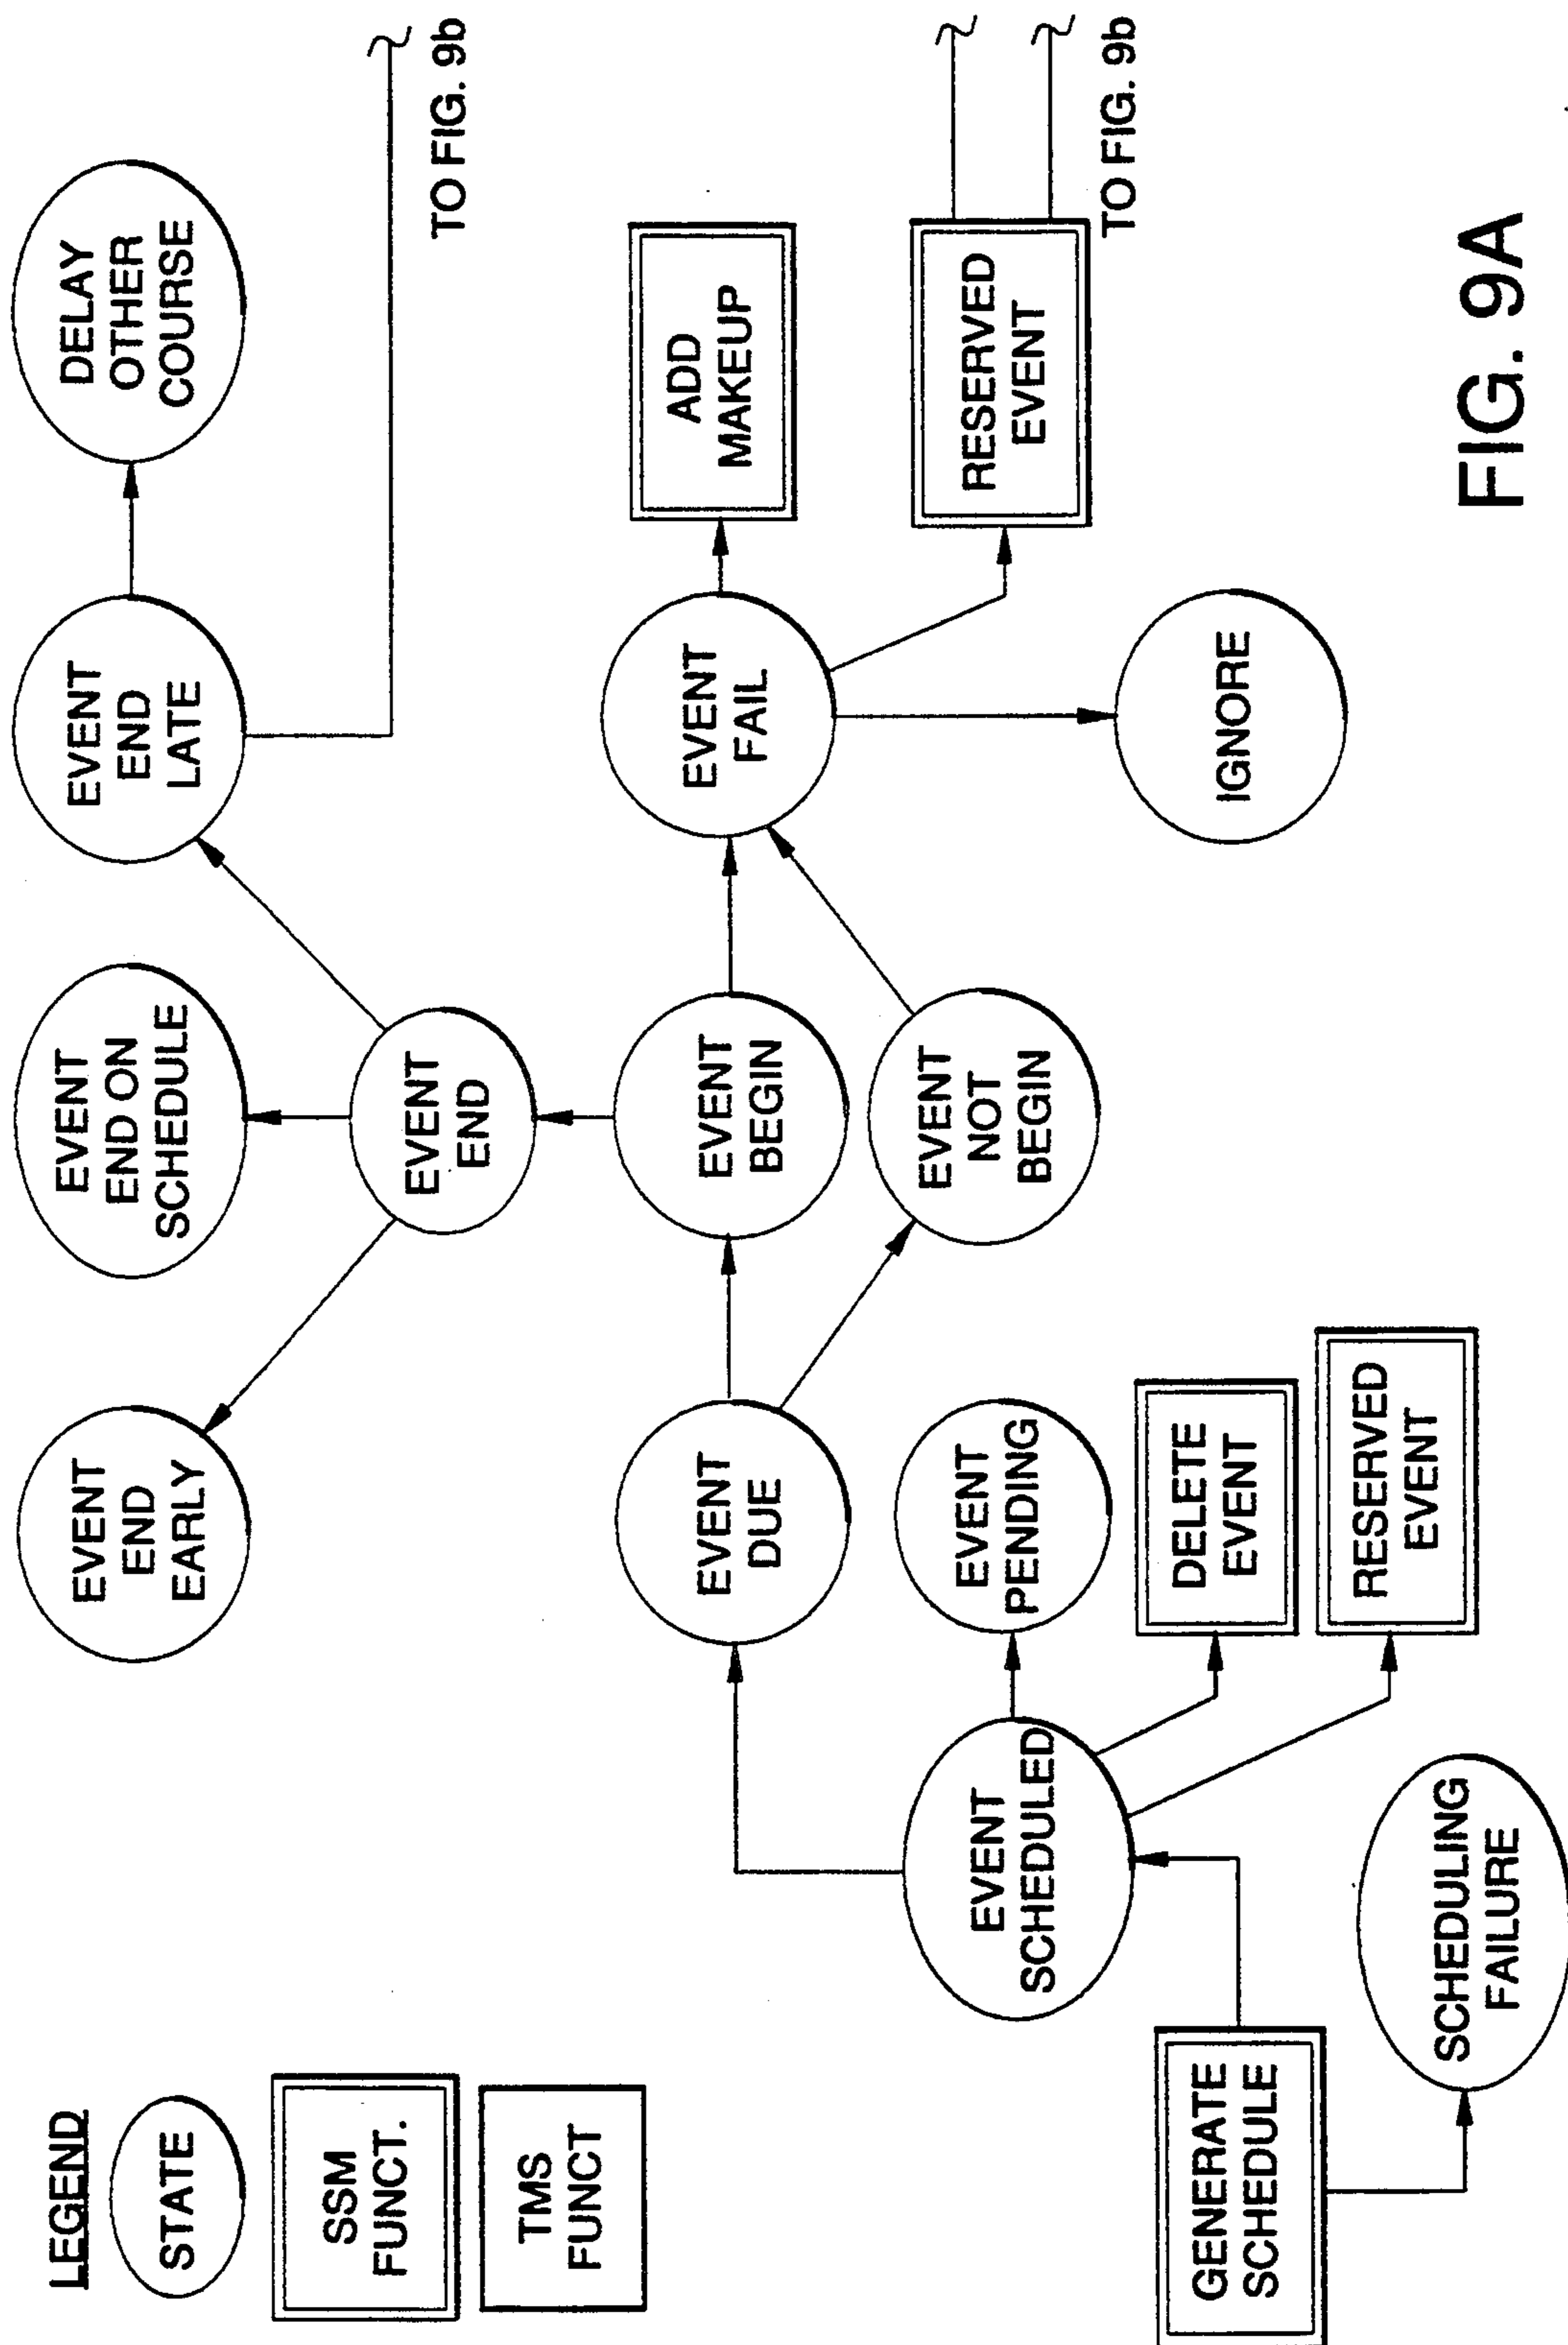 LEGEND
STATE
SSM
FUNCT.
TMS
FUNCT
EVENT
END
EARLY
EVENT
END ON
SCHEDULE
EVENT
END
LATE
DELAY
OTHER
COURSE
TO FIG. 9b
EVENT
END
EVENT
DUE
EVENT
BEGIN
EVENT
FAIL
ADD
MAKEUP
EVENT
SCHEDULED
EVENT
PENDING
EVENT
NOT
BEGIN
RESERVED
EVENT
TO FIG. 9b
DELETE
EVENT
RESERVED
EVENT
IGNORE
GENERATE
SCHEDULE
SCHEDULING
FAILURE
FIG. 9A